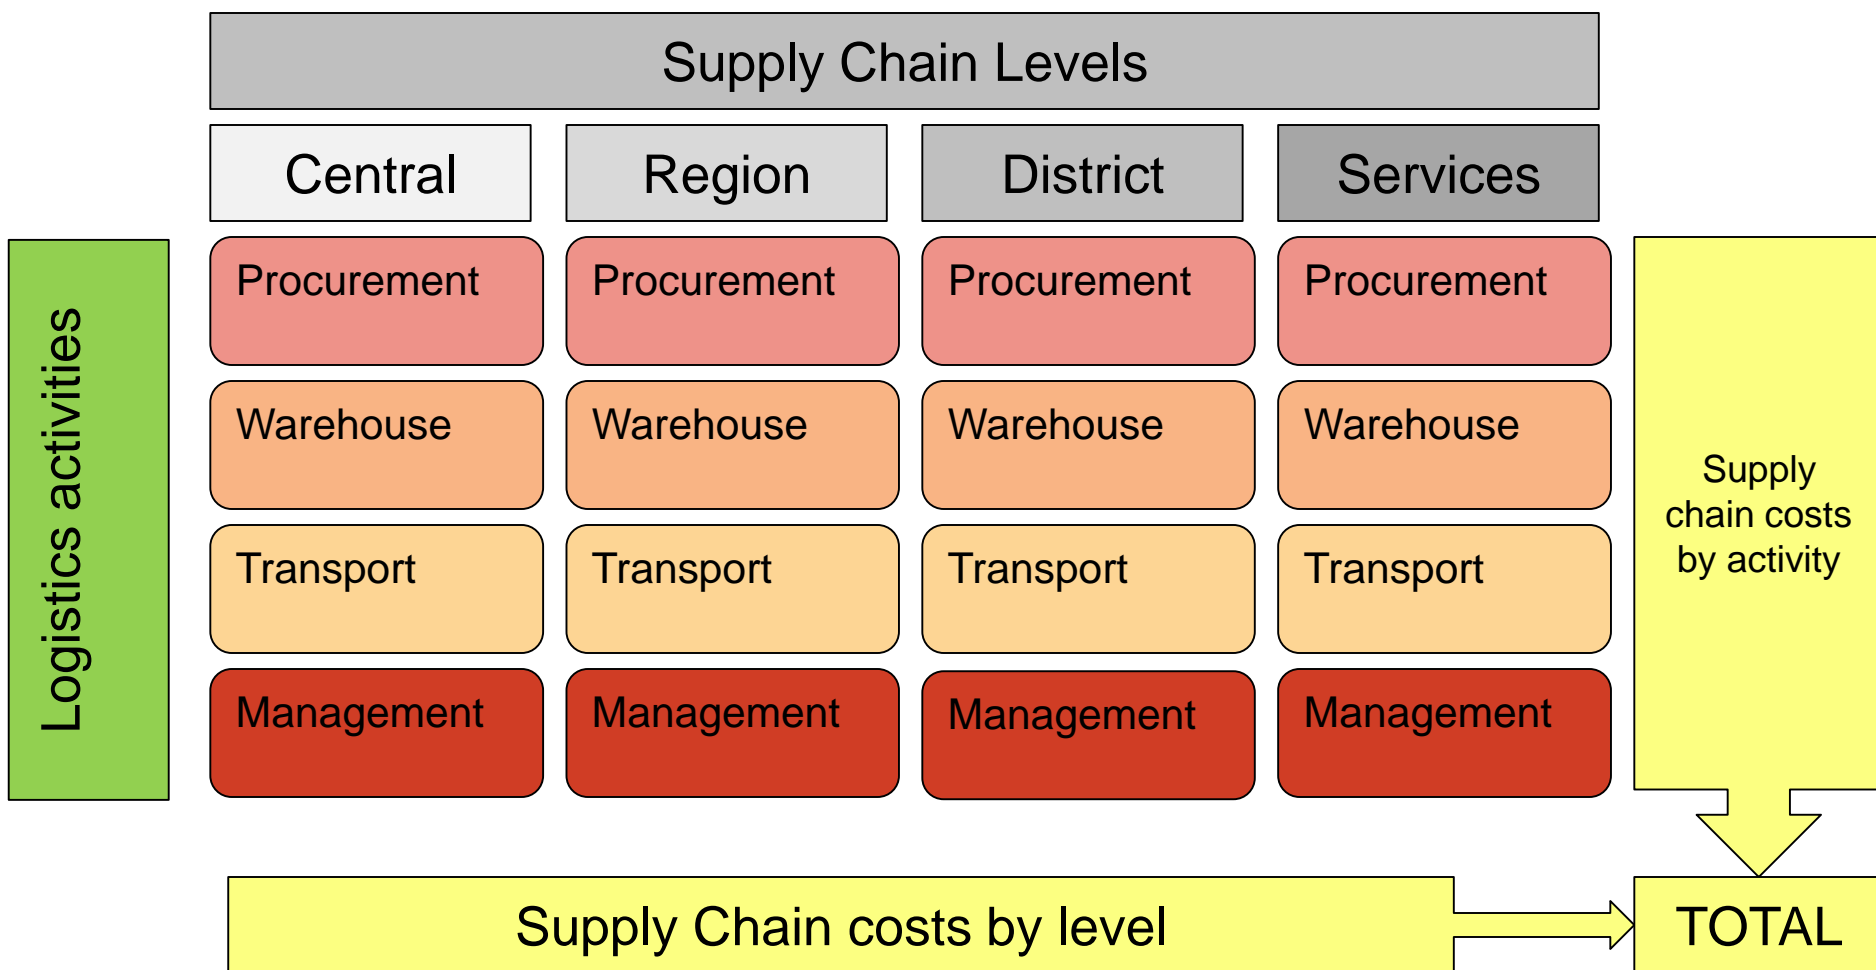 Supply Chain Levels
Central
Region
District
Services
Logistics activities
Procurement
Procurement
Procurement
Procurement
Warehouse
Warehouse
Warehouse
Warehouse
Transport
Transport
Transport
Transport
Management
Management
Management
Management
Supply
chain costs
by activity
Supply Chain costs by level
TOTAL